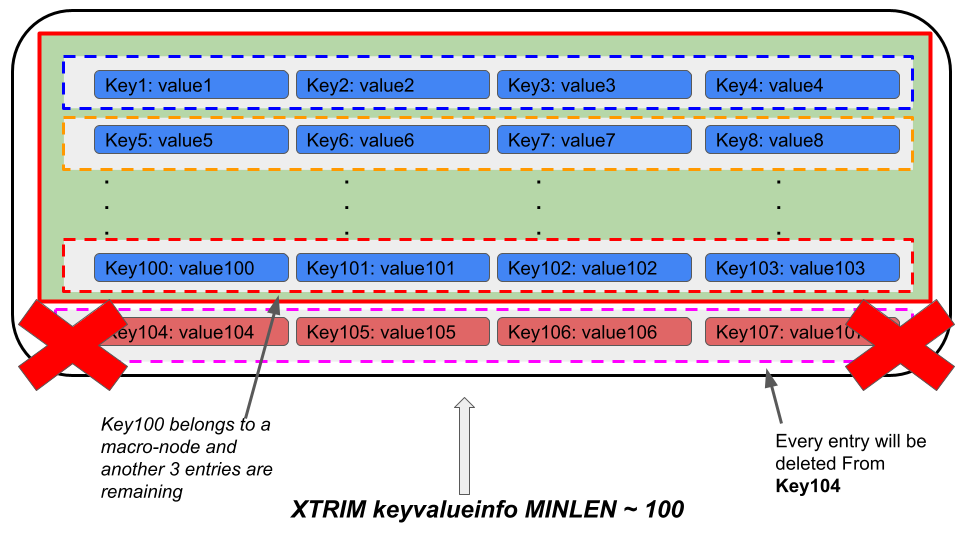 Key1: value1 Key2: value2 Key3: value3 Key4: value4
Key5: value5 Key6: value6 Key7: value7 Key8: value8
Key100: value100 Key101: value101 Key102: value102 Key103: value103
Key104: value104 Key105: value105 Key106: value106 Key107: value107
Key100 belongs to a
macro-node and
another 3 entries are
remaining
Every entry will be
deleted From
Key104
XTRIM keyvalueinfo MINLEN ~ 100